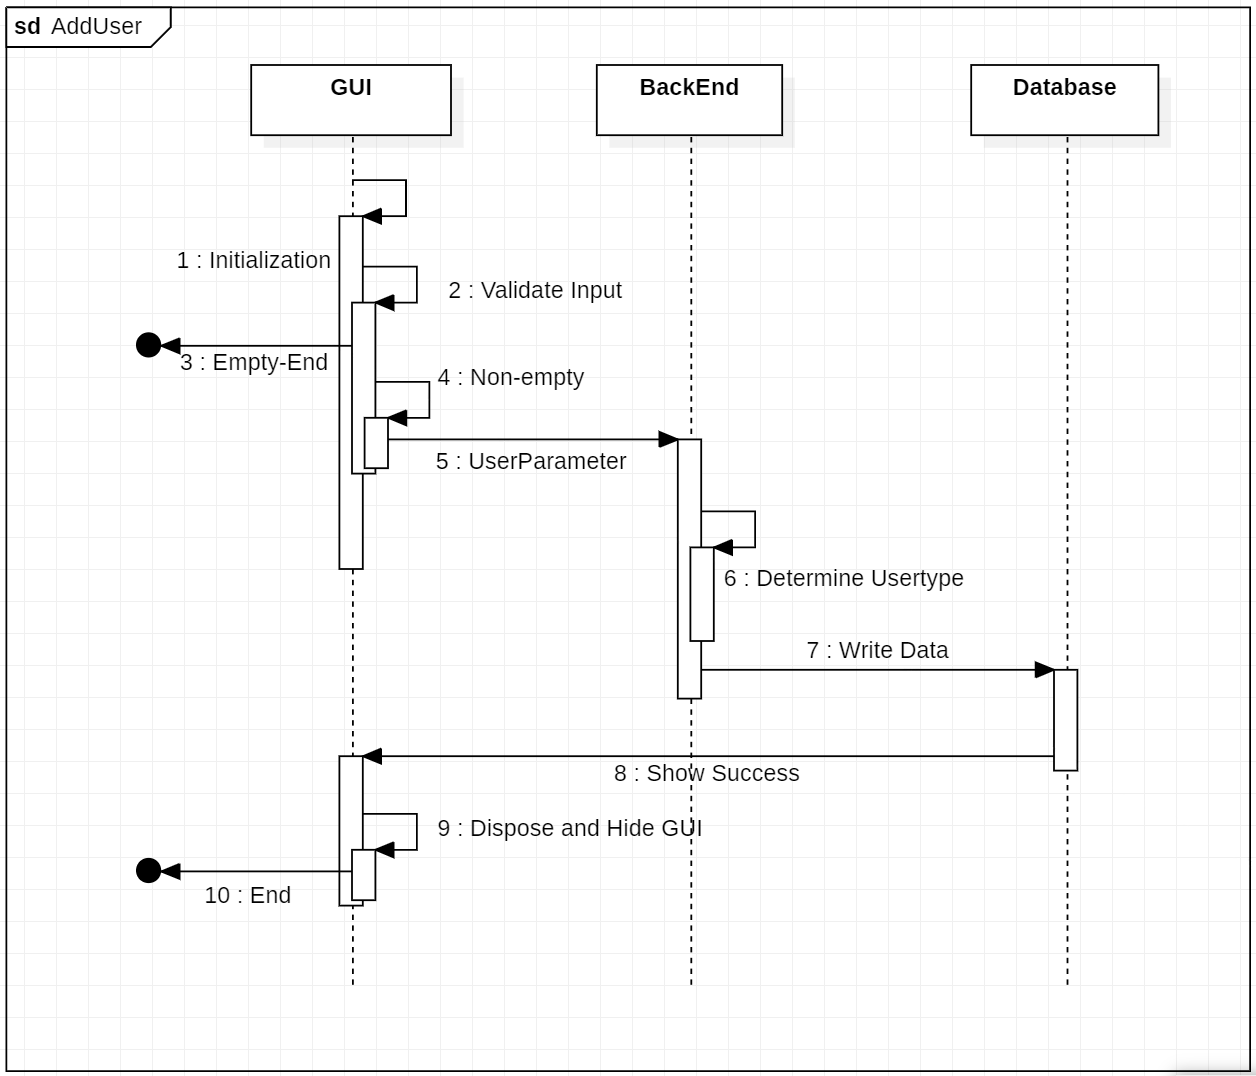 sd AddUser
GUI
BackEnd
Database
1 : Initialization
2 : Validate Input
3 : Empty-End
4 : Non-empty
5 : UserParameter
6 : Determine Usertype
7 : Write Data
8 : Show Success
9 : Dispose and Hide GUI
10 : End